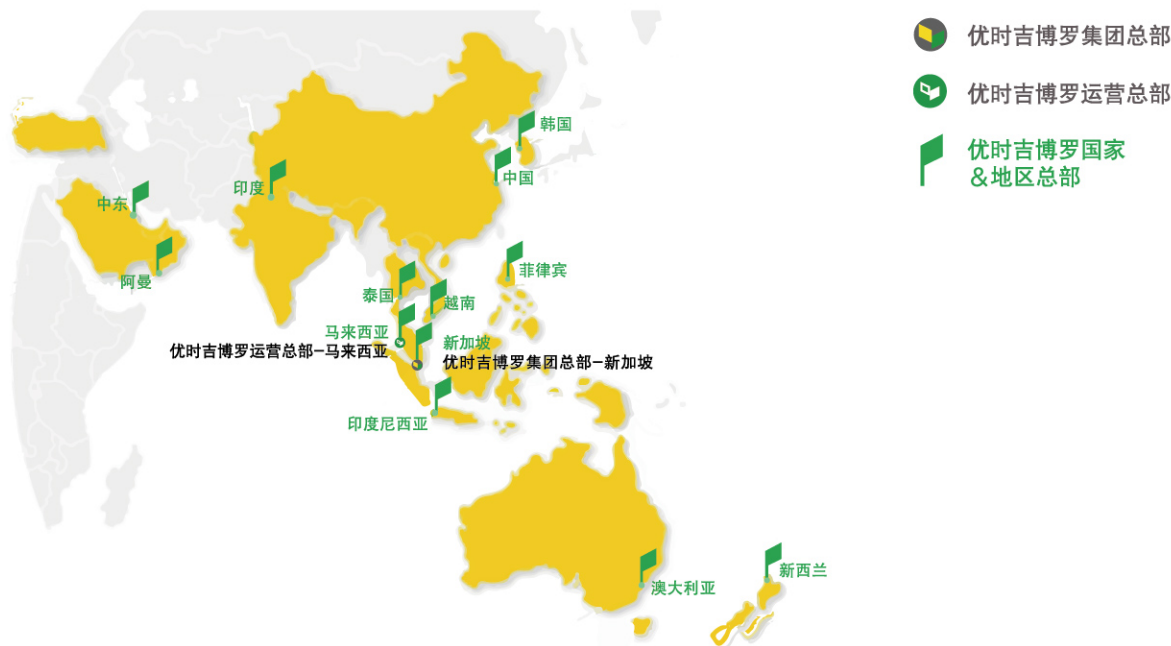 优时吉博罗集团总部
优时吉博罗运营总部
优时吉博罗国家
&地区总部
韩国
中国
印度
中东
阿曼
菲律宾
泰国
越南
马来西亚
优时吉博罗运营总部–马来西亚
新加坡
优时吉博罗集团总部–新加坡
印度尼西亚
新西兰
澳大利亚